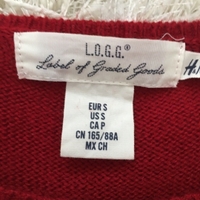 L.O.G.G.®
Label of Graded Goods
H
EUR S
US S
CA P
CN 165/88A
MX CH